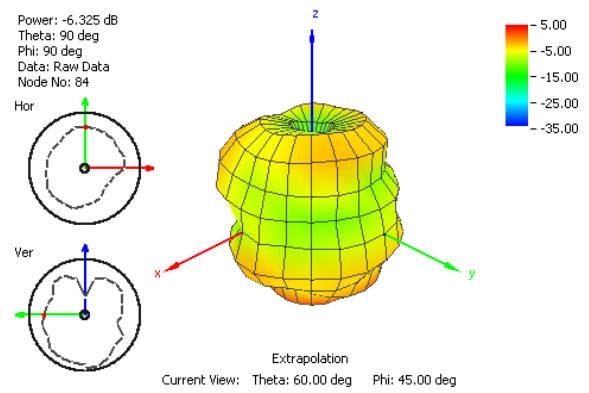 Power: -6.325 dB
Theta: 90 deg
Phi: 90 deg
Data: Raw Data
Node No: 84
Hor
Ver
z
x
y
5.00
-5.00
-15.00
-25.00
-35.00
Extrapolation
Current View: Theta: 60.00 deg Phi: 45.00 deg